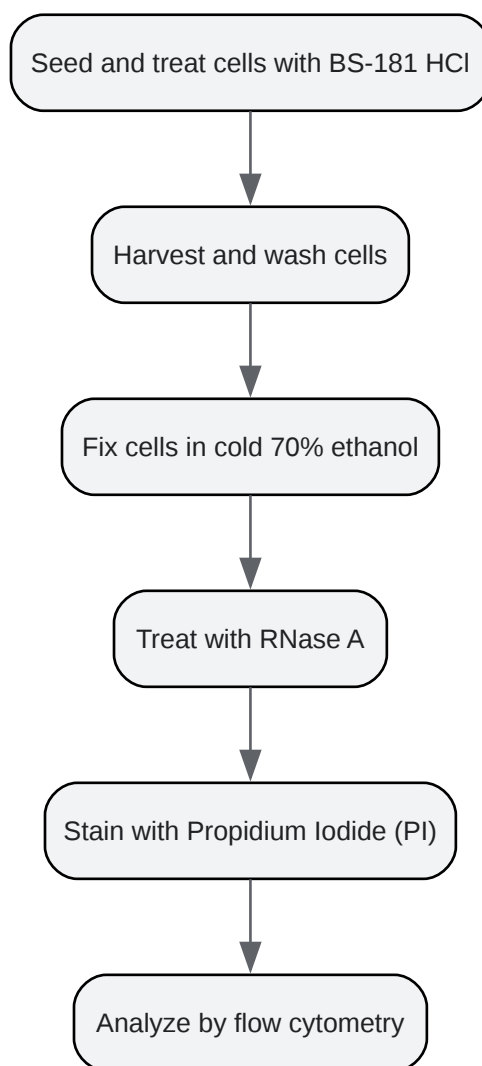 Seed and treat cells with BS-181 HCl
Harvest and wash cells
Fix cells in cold 70% ethanol
Treat with RNase A
Stain with Propidium Iodide (PI)
Analyze by flow cytometry